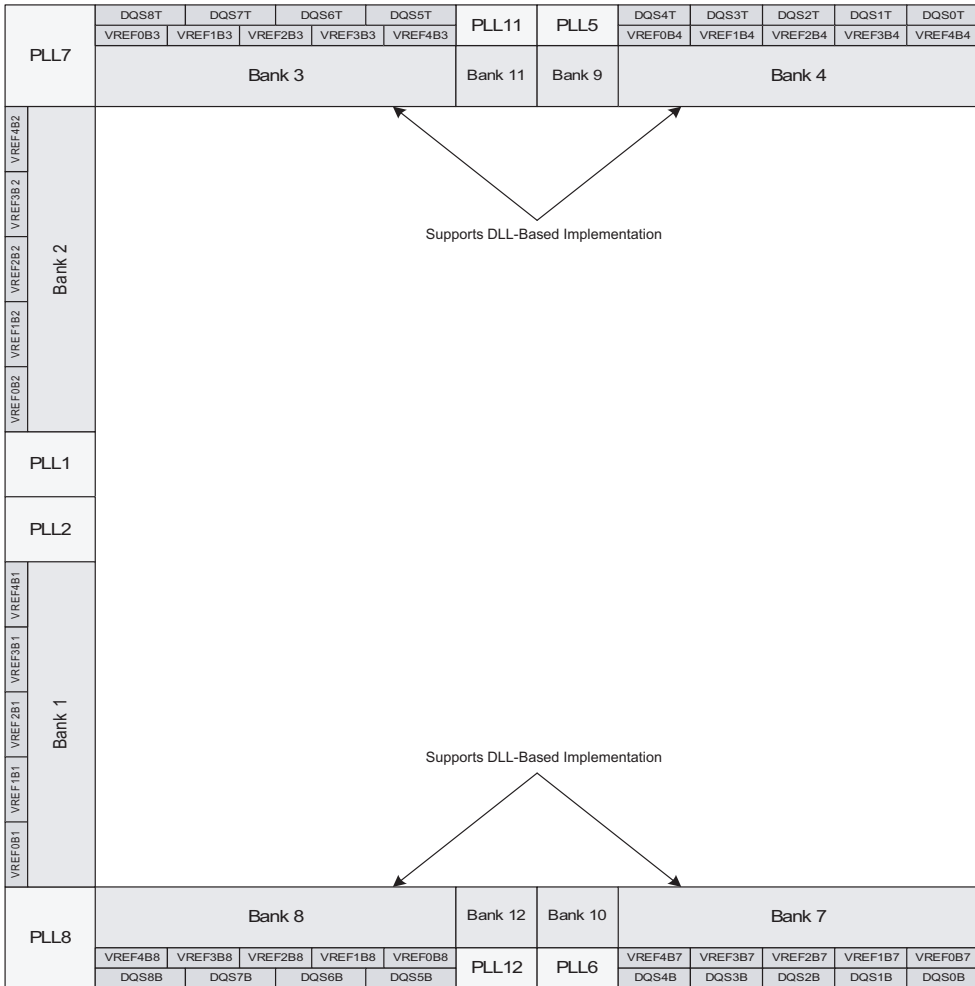 DQS8T DQS7T DQS6T DQS5T PLL11 PLL5 DQS4T DQS3T DQS2T DQS1T DQS0T
VREF0B3 VREF1B3 VREF2B3 VREF3B3 VREF4B3 VREF0B4 VREF1B4 VREF2B4 VREF3B4 VREF4B4
PLL7
Bank 3 Bank 11 Bank 9 Bank 4
VREF4B2
VREF3B2
VREF2B2
VREF1B2
VREF0B2
Bank 2
Supports DLL-Based Implementation
PLL1
PLL2
VREF4B1
VREF3B1
VREF2B1
VREF1B1
VREF0B1
Bank 1
Supports DLL-Based Implementation
PLL8
Bank 8 Bank 12 Bank 10 Bank 7
VREF4B8 VREF3B8 VREF2B8 VREF1B8 VREF0B8 PLL12 PLL6 VREF4B7 VREF3B7 VREF2B7 VREF1B7 VREF0B7
DQS8B DQS7B DQS6B DQS5B DQS4B DQS3B DQS2B DQS1B DQS0B